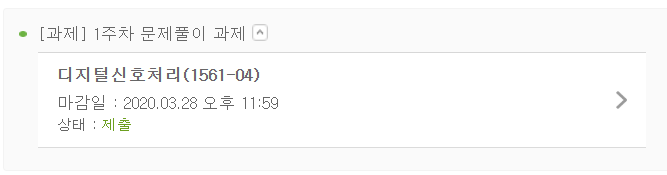 [과제] 1주차 문제풀이 과제
디지털신호처리(1561-04)
마감일 : 2020.03.28 오후 11:59
상태 : 제출